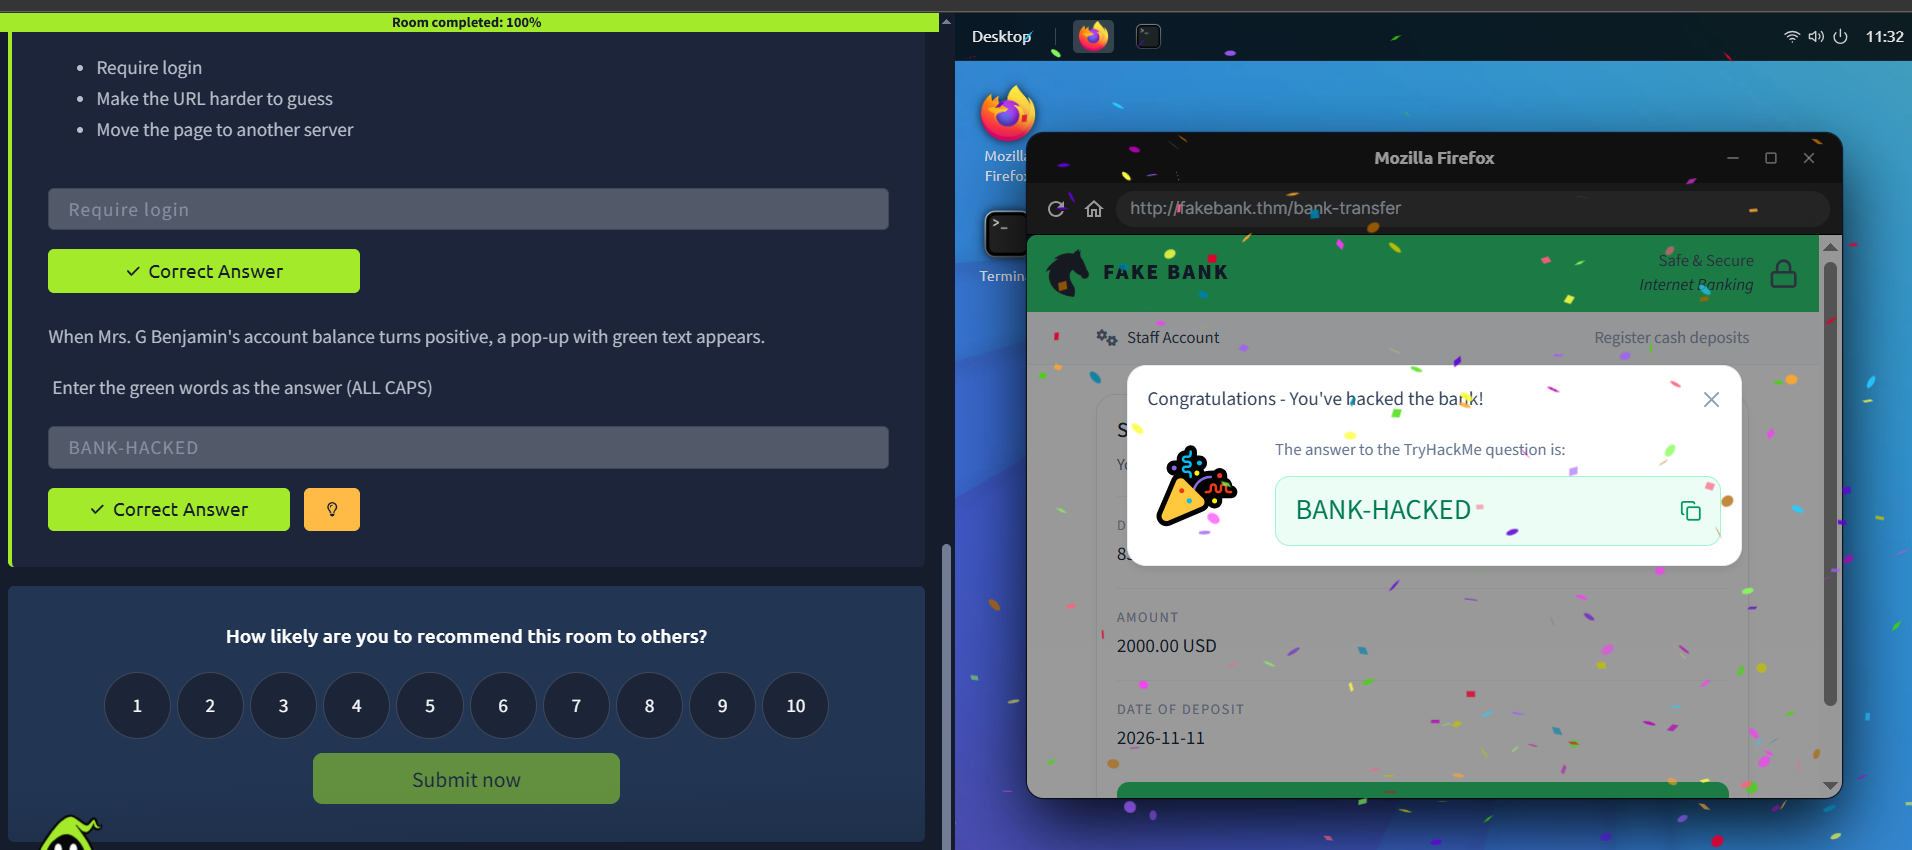 Room completed: 100%
Require login
Make the URL harder to guess
Move the page to another server
Require login
Correct Answer
When Mrs. G Benjamin's account balance turns positive, a pop-up with green text appears.
Enter the green words as the answer (ALL CAPS)
BANK-HACKED
Correct Answer
How likely are you to recommend this room to others?
1 2 3 4 5 6 7 8 9 10
Submit now
Desktop
11:32
Mozilla Firefox
http://fakebank.thm/bank-transfer
FAKE BANK
Safe & Secure
Internet Banking
Staff Account
Register cash deposits
Congratulations - You've hacked the bank!
The answer to the TryHackMe question is:
BANK-HACKED
AMOUNT
2000.00 USD
DATE OF DEPOSIT
2026-11-11